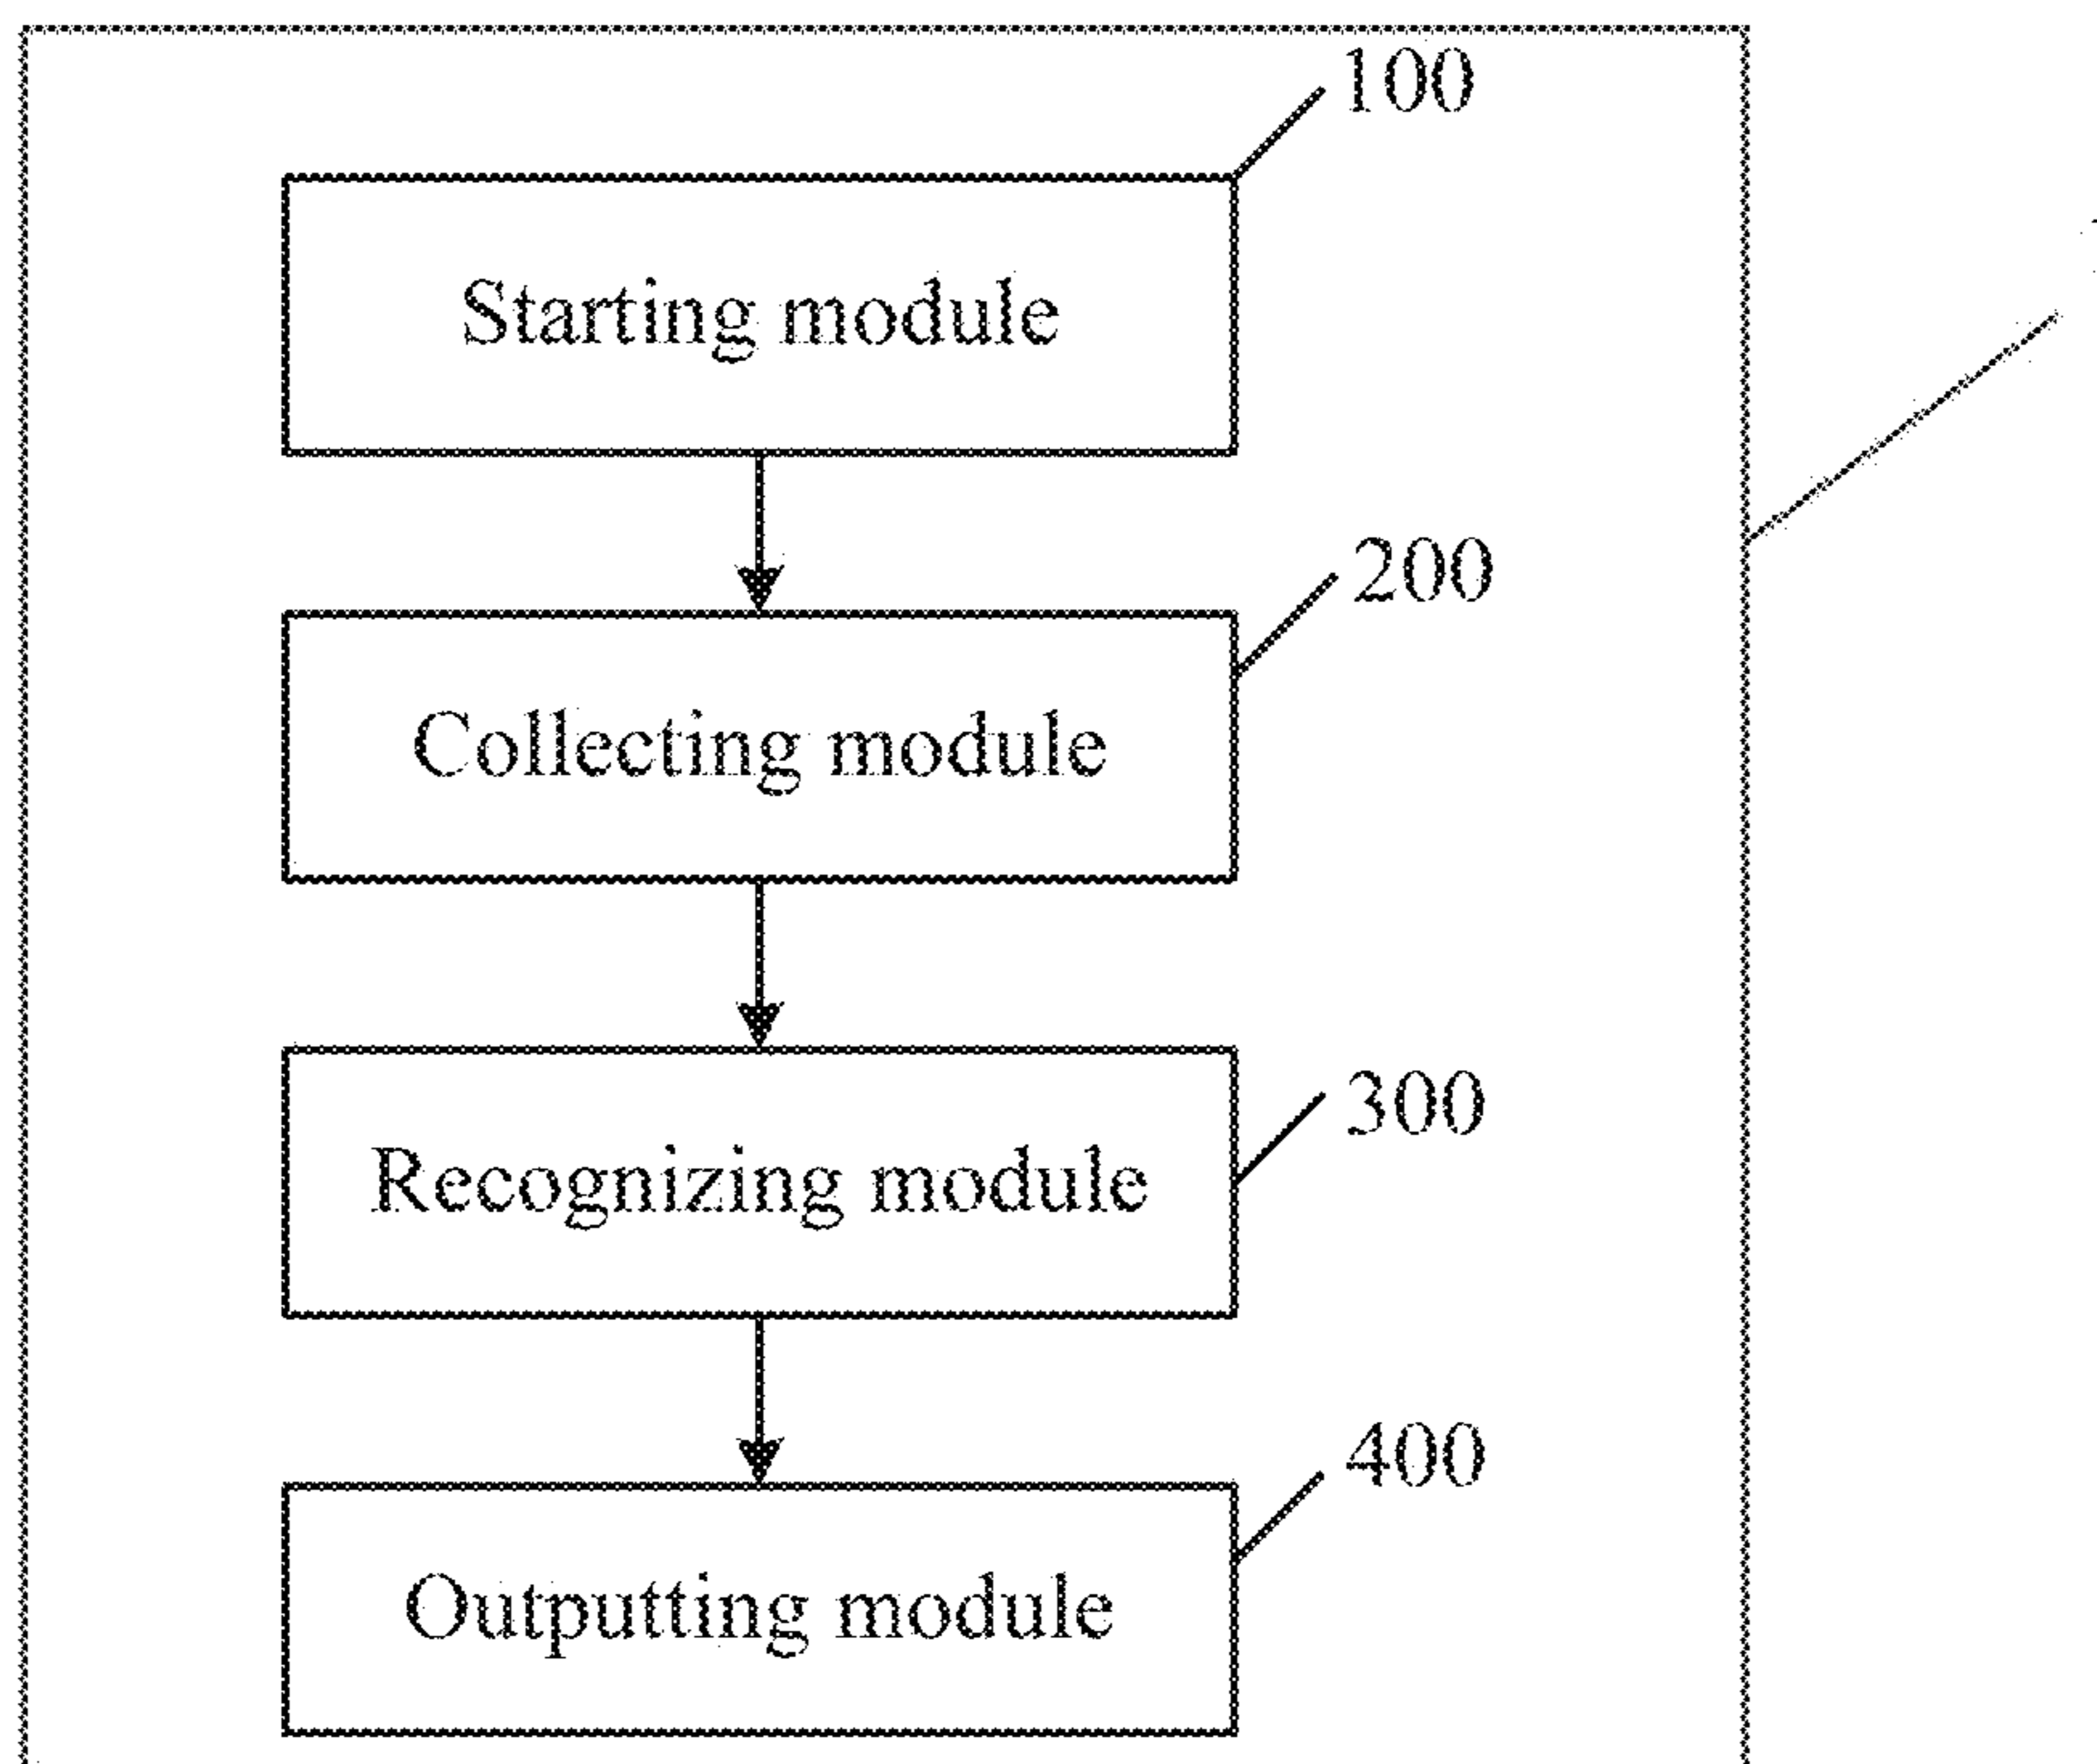 100
Starting module
200
Collecting module
300
Recognizing module
400
Outputting module